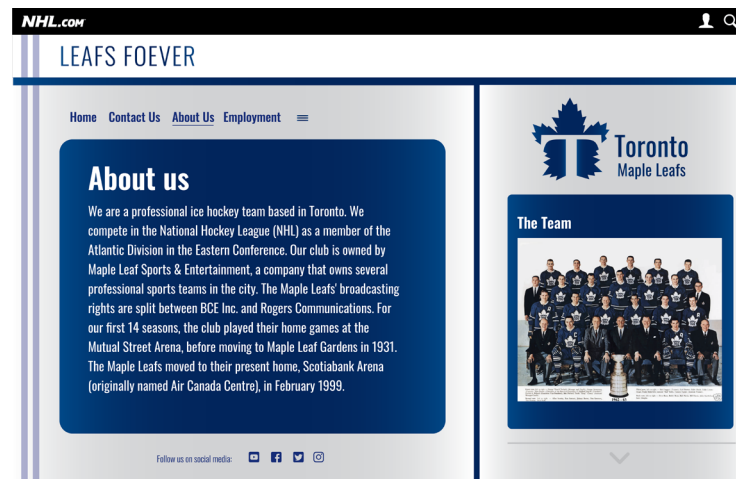 NHL.COM
LEAFS FOEVER
Home Contact Us About Us Employment
About us
We are a professional ice hockey team based in Toronto. We
compete in the National Hockey League (NHL) as a member of the
Atlantic Division in the Eastern Conference. Our club is owned by
Maple Leaf Sports & Entertainment, a company that owns several
professional sports teams in the city. The Maple Leafs' broadcasting
rights are split between BCE Inc. and Rogers Communications. For
our first 14 seasons, the club played their home games at the
Mutual Street Arena, before moving to Maple Leaf Gardens in 1931.
The Maple Leafs moved to their present home, Scotiabank Arena
(originally named Air Canada Centre), in February 1999.
Follow us on social media:
T
Toronto
Maple Leafs
The Team